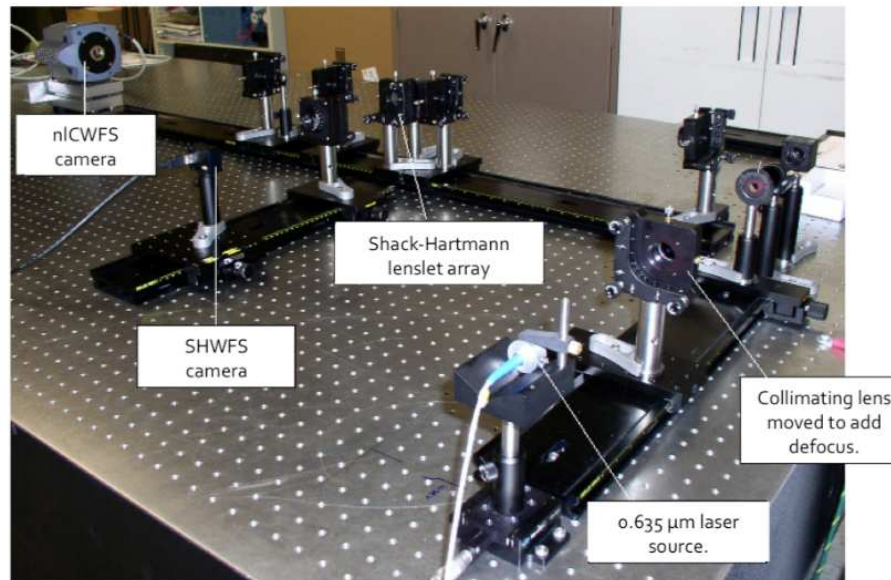 nlCWFS
camera
Shack-Hartmann
lenslet array
SHWFS
camera
Collimating lens
moved to add
defocus.
0.635 µm laser
source.